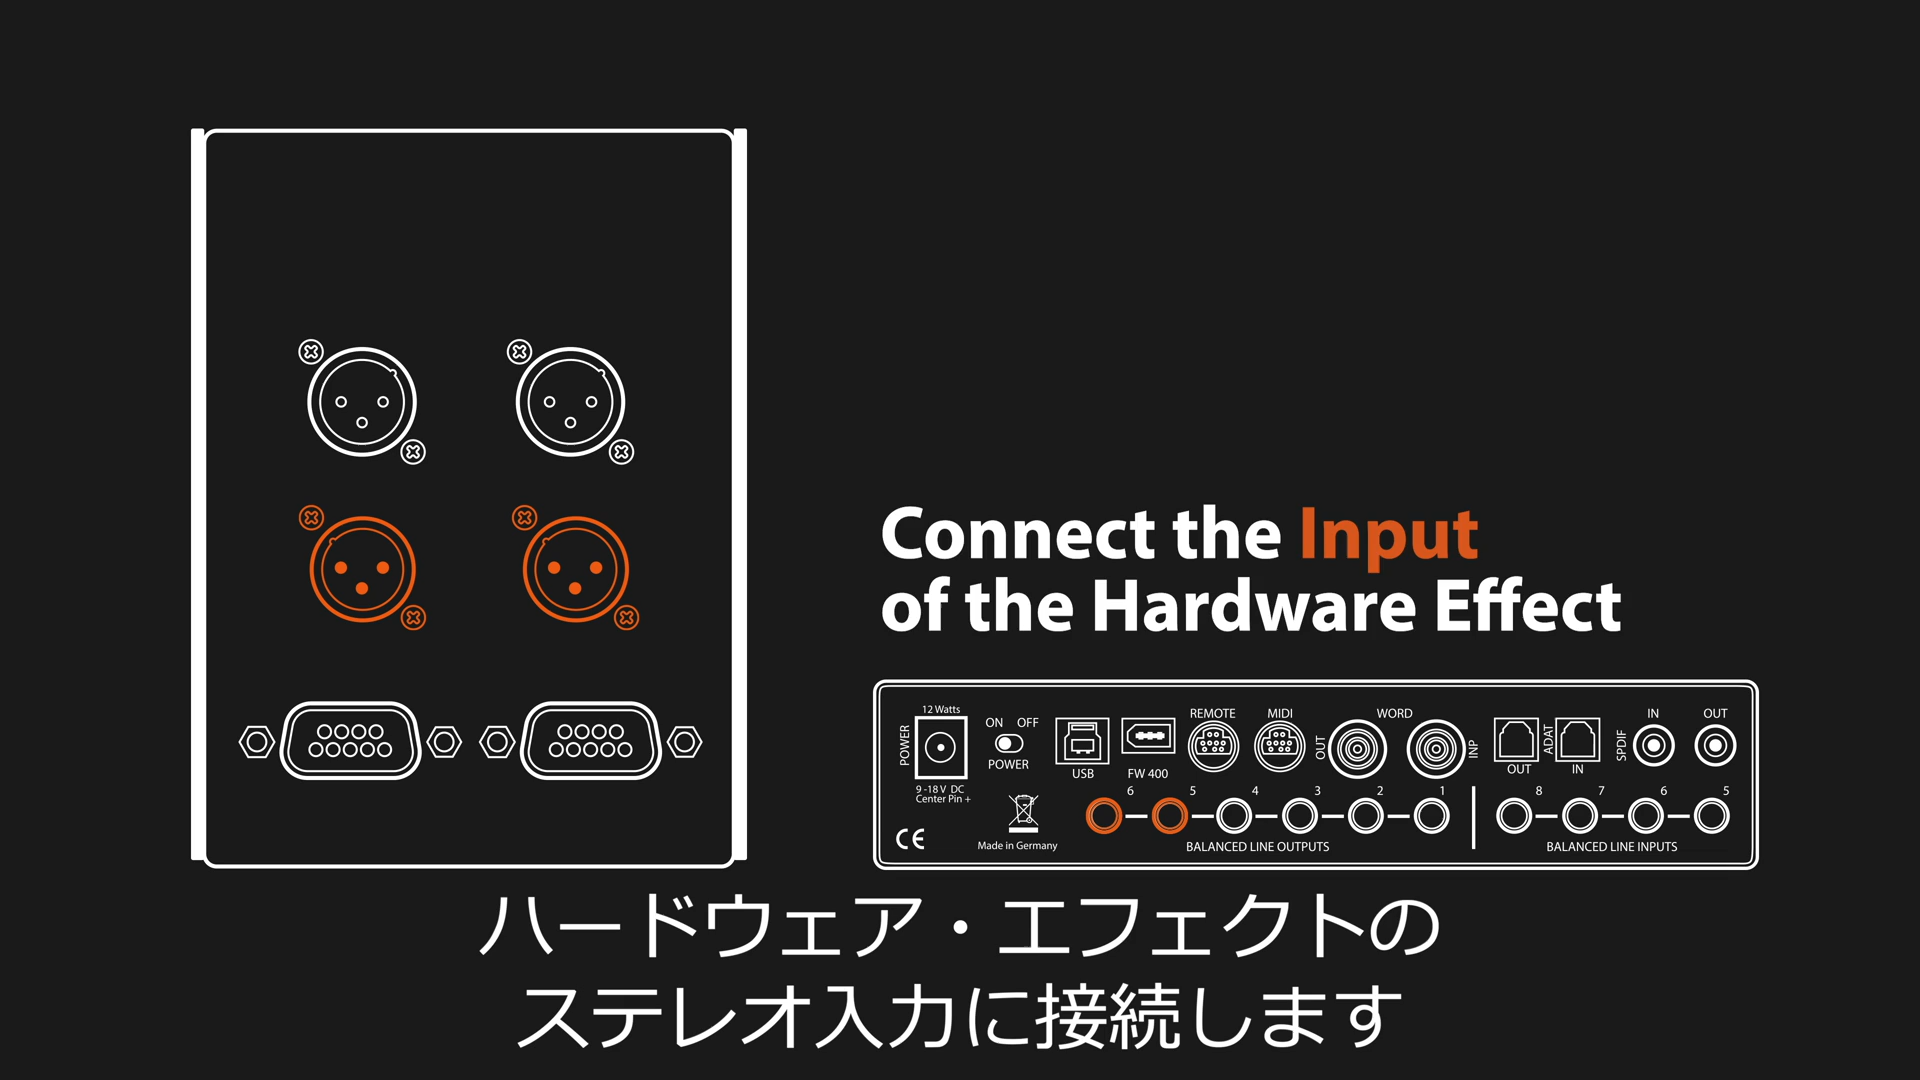 Connect the Input
of the Hardware Effect
12 Watts
POWER
9 -18 V DC
Center Pin +
ON OFF
POWER
USB
FW 400
REMOTE
MIDI
WORD
OUT
INP
OUT
ADAT
IN
SPDIF
IN
OUT
6 5 4 3 2 1
8 7 6 5
CE
Made in Germany
BALANCED LINE OUTPUTS
BALANCED LINE INPUTS
ハードウェア・エフェクトの
ステレオ入力に接続します